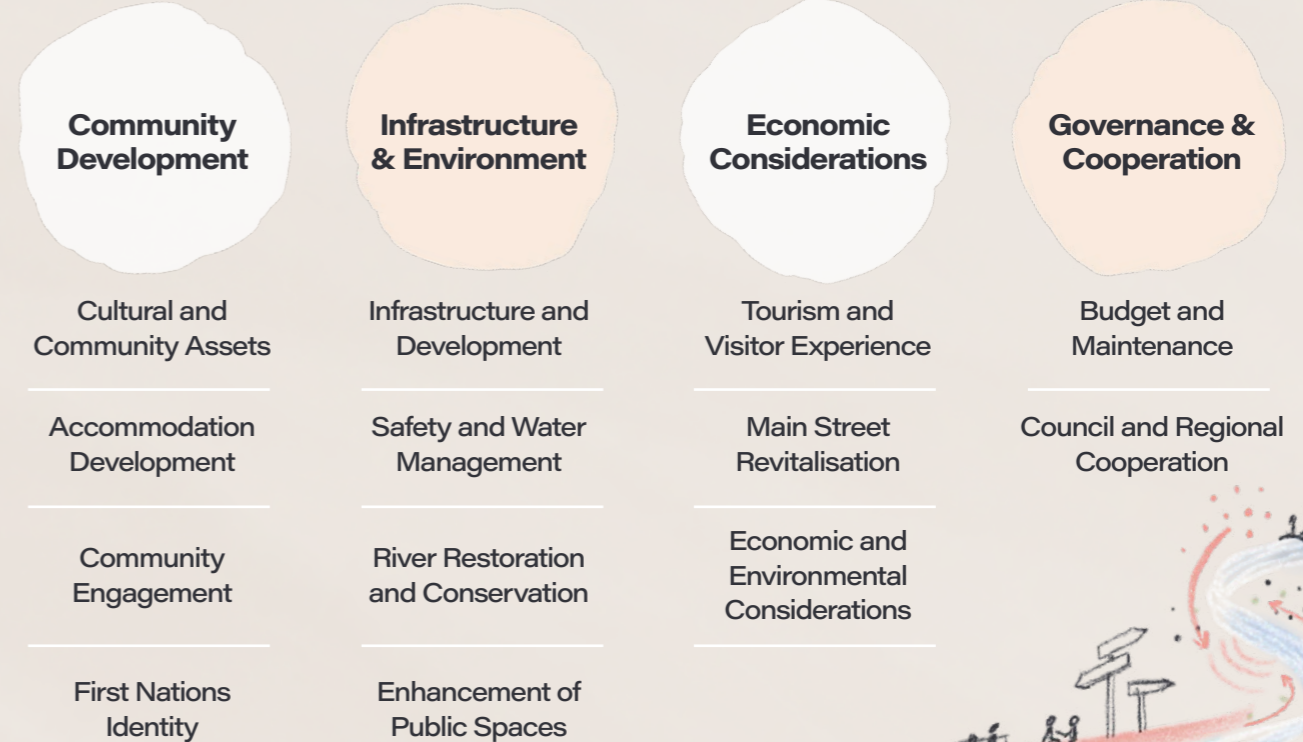 Community
Development
Cultural and
Community Assets
Accommodation
Development
Community
Engagement
First Nations
Identity
Infrastructure
& Environment
Infrastructure and
Development
Safety and Water
Management
River Restoration
and Conservation
Enhancement of
Public Spaces
Economic
Considerations
Tourism and
Visitor Experience
Main Street
Revitalisation
Economic and
Environmental
Considerations
Governance &
Cooperation
Budget and
Maintenance
Council and Regional
Cooperation